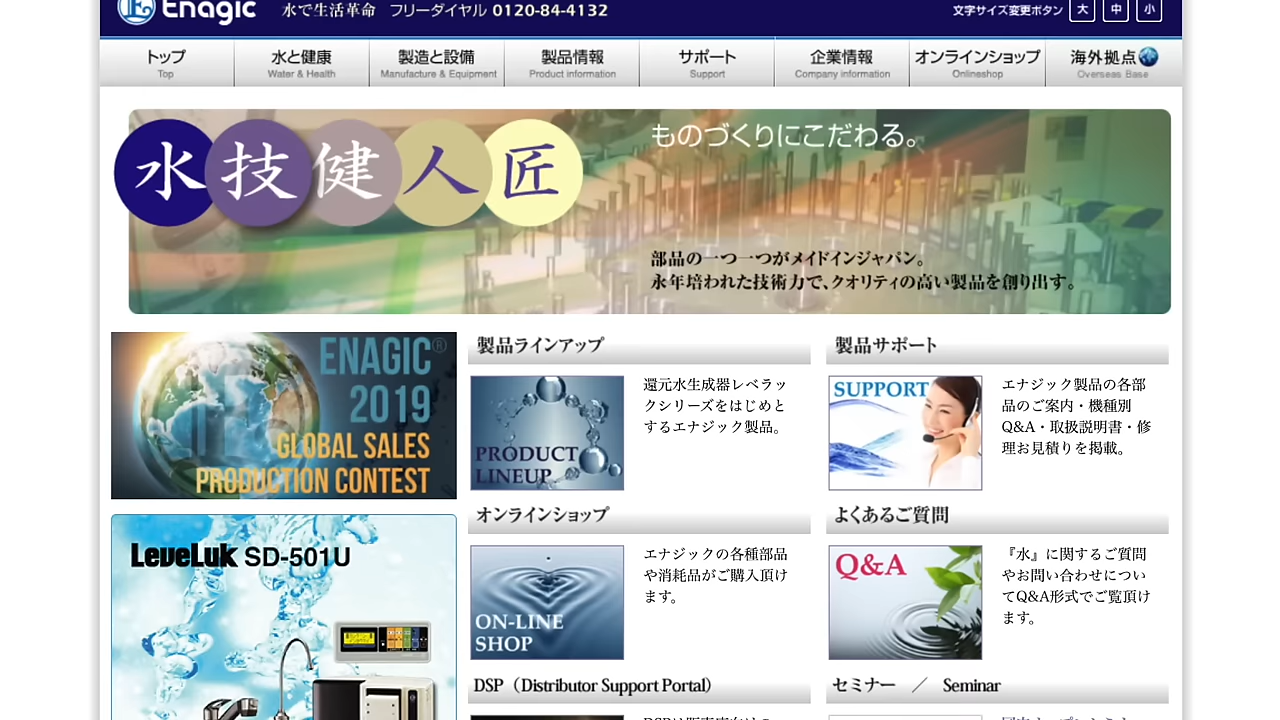 Enagic 水で生活革命 フリーダイヤル 0120-84-4132 文字サイズ変更ボタン 大 中 小
トップ 水と健康 製造と設備 製品情報 サポート 企業情報 オンラインショップ 海外拠点
Top Water & Health Manufacture & Equipment Product information Support Company information Onlineshop Overseas Base
ものづくりにこだわる。
水技健人匠
部品の一つ一つがメイドインジャパン。
永年培われた技術力で、クオリティの高い製品を創り出す。
ENAGIC®
2019
GLOBAL SALES
PRODUCTION CONTEST
LeveLuk SD-501U
製品ラインアップ
PRODUCT
LINEUP
還元水生成器レベラッ
クシリーズをはじめと
するエナジック製品。
製品サポート
SUPPORT
エナジック製品の各部
品のご案内・機種別
Q&A・取扱説明書・修
理お見積りを掲載。
オンラインショップ
ON-LINE
SHOP
エナジックの各種部品
や消耗品がご購入頂け
ます。
よくあるご質問
Q&A
『水』に関するご質問
やお問い合わせについ
てQ&A形式でご覧頂け
ます。
DSP（Distributor Support Portal）
セミナー ／ Seminar